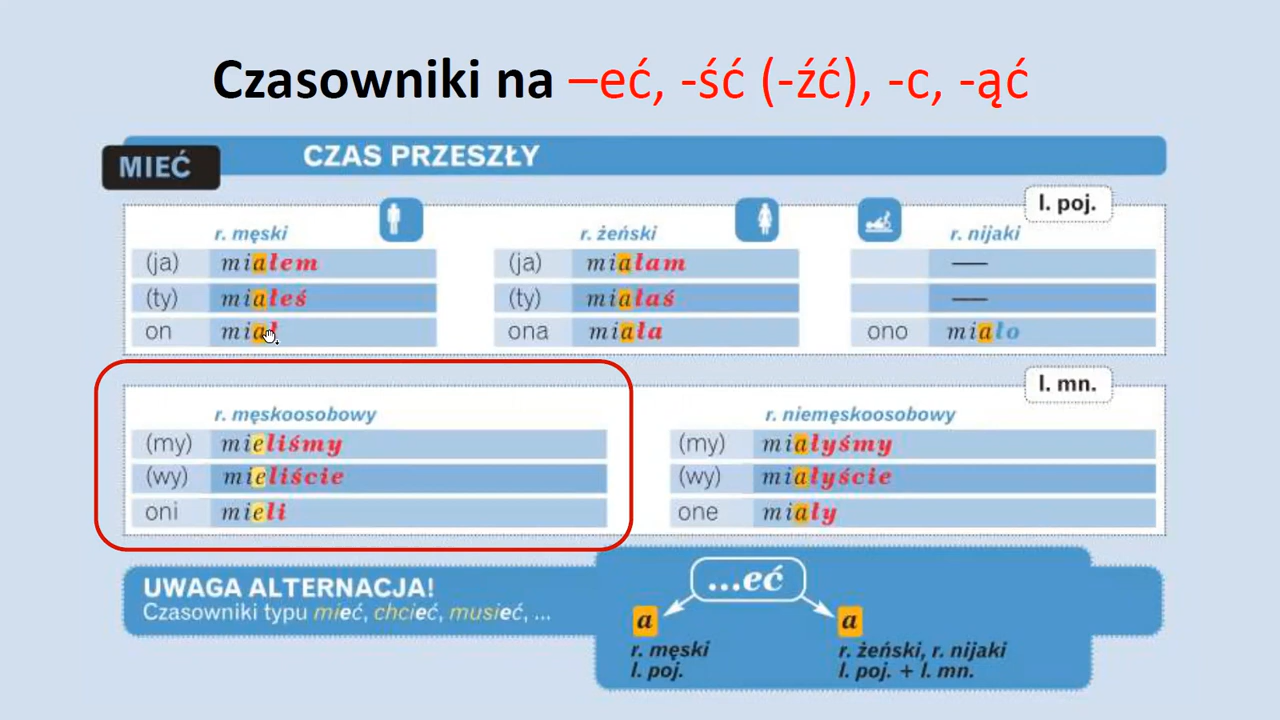 Czasowniki na –eć, -ść (-źć), -c, -ąć
MIEĆ CZAS PRZESZŁY
l. poj.
r. męski r. żeński r. nijaki
(ja) miałem (ja) miałam —
(ty) miałeś (ty) miałaś —
on miał ona miała ono miało
l. mn.
r. męskoosobowy r. niemęskoosobowy
(my) mieliśmy (my) miałyśmy
(wy) mieliście (wy) miałyście
oni mieli one miały
UWAGA ALTERNACJA!
Czasowniki typu mieć, chcieć, musieć, ...
...eć
a a
r. męski r. żeński, r. nijaki
l. poj. l. poj. + l. mn.